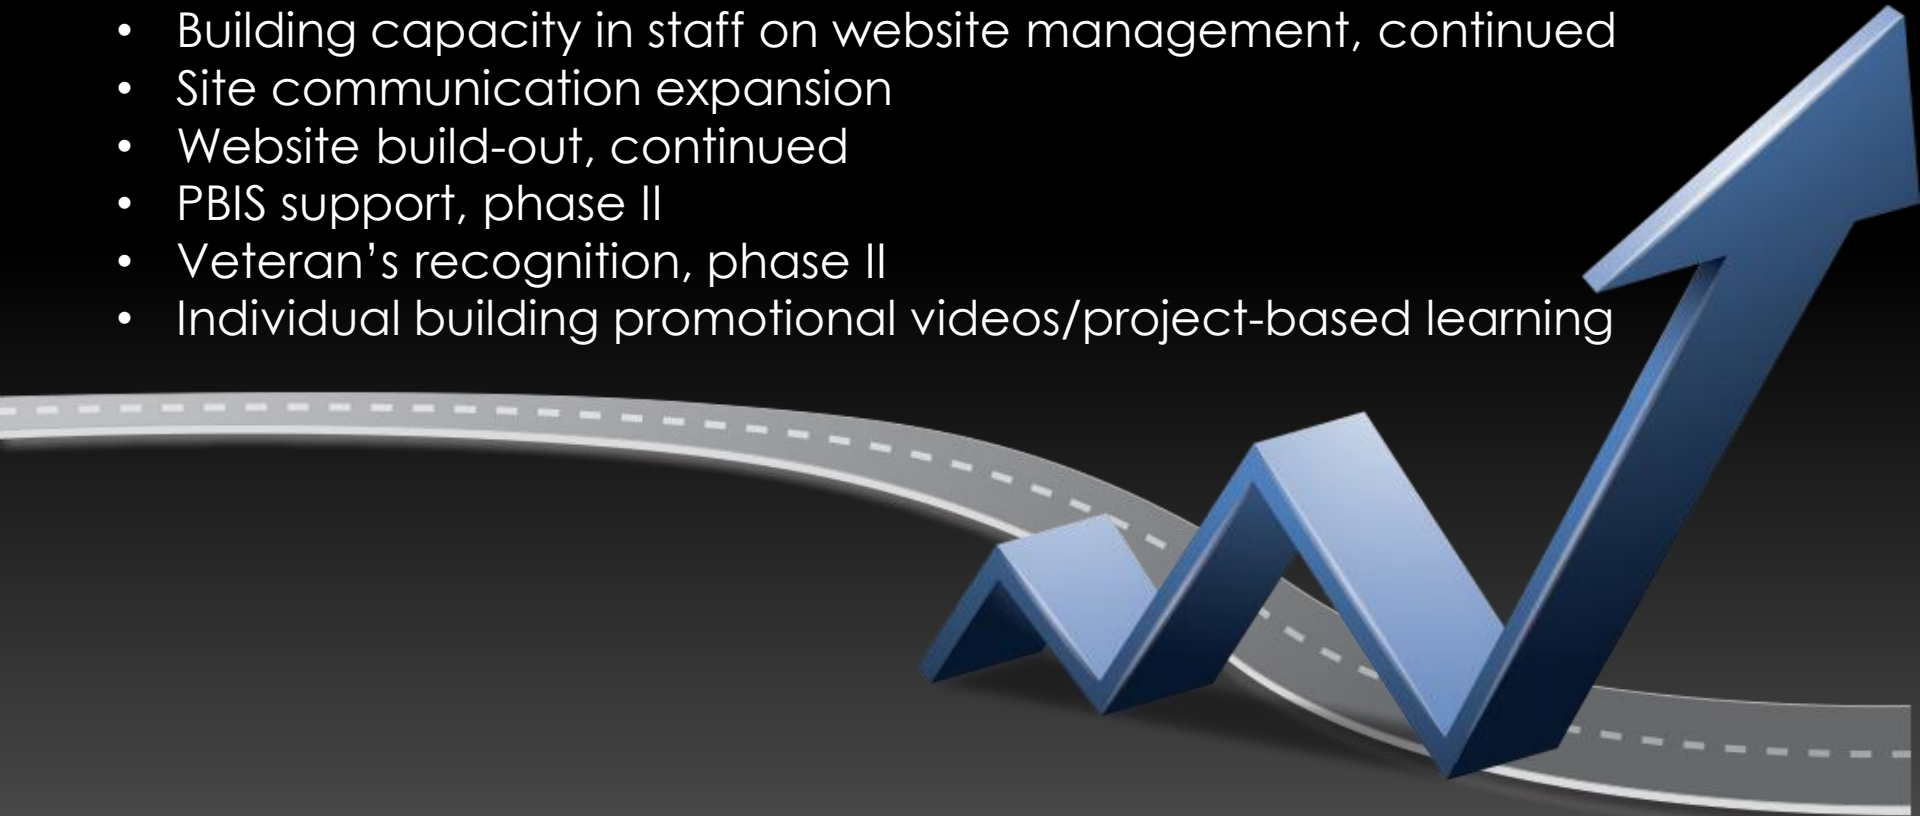 • Building capacity in staff on website management, continued
• Site communication expansion
• Website build-out, continued
• PBIS support, phase II
• Veteran’s recognition, phase II
• Individual building promotional videos/project-based learning